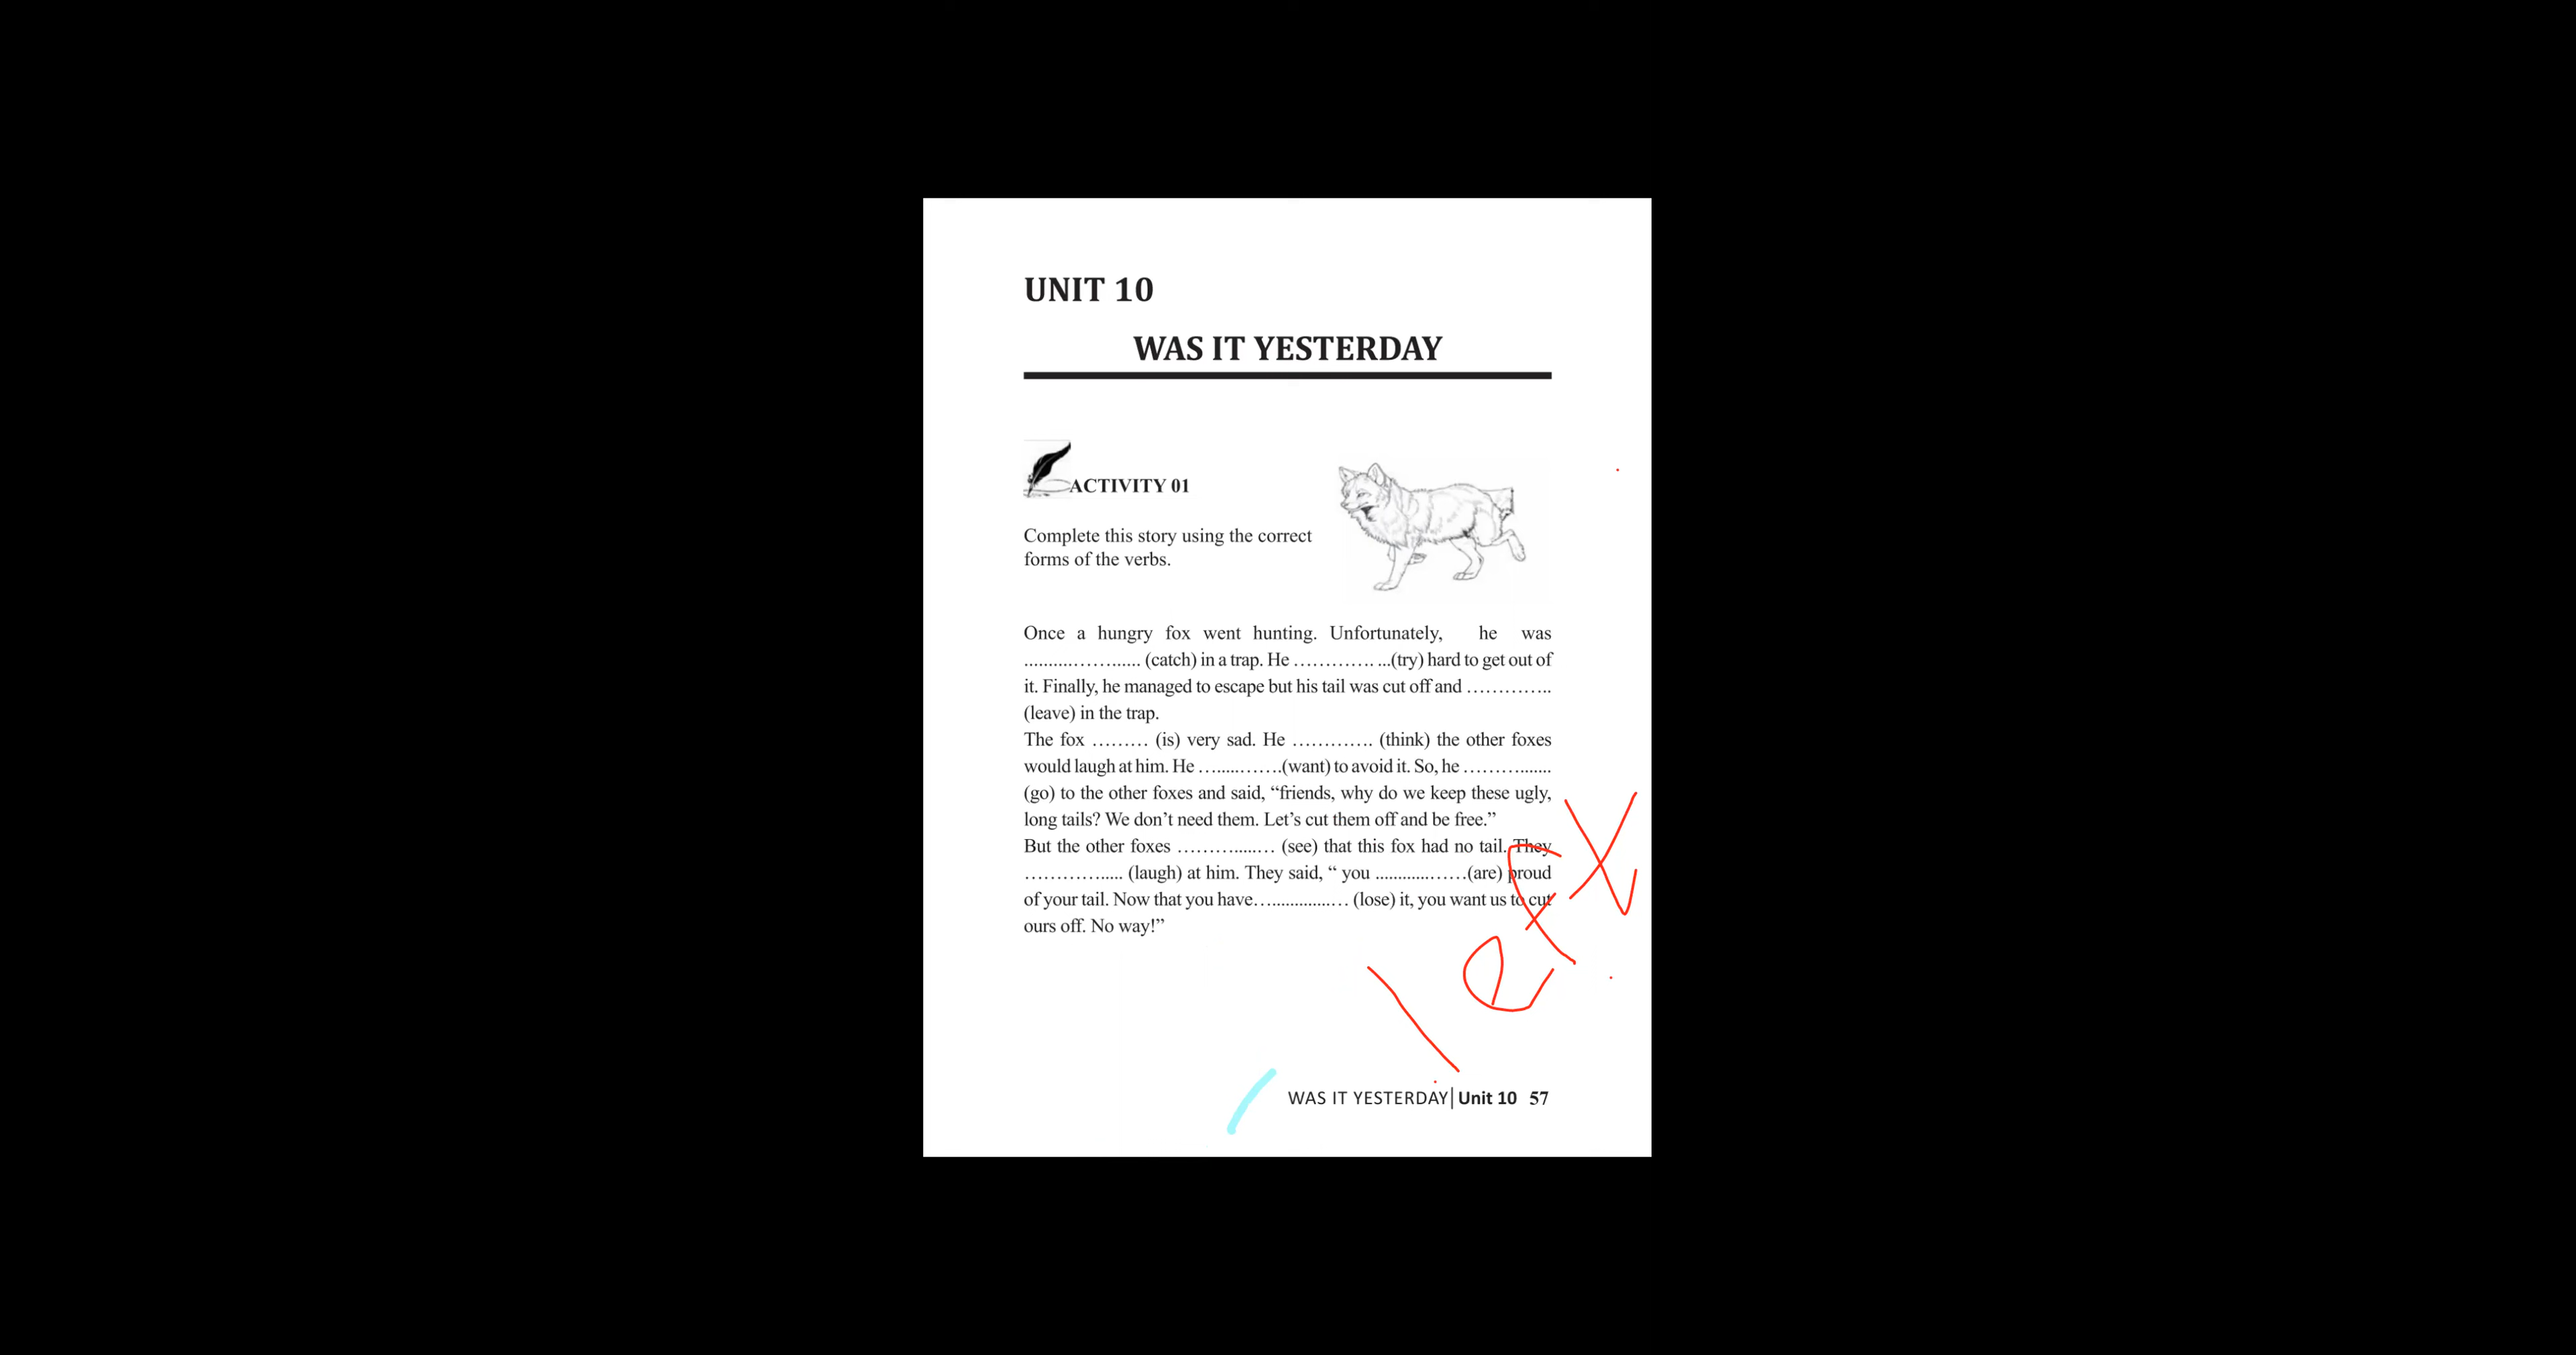 UNIT 10
WAS IT YESTERDAY
ACTIVITY 01
Complete this story using the correct
forms of the verbs.
Once a hungry fox went hunting. Unfortunately, he was
..........……...... (catch) in a trap. He …………. ...(try) hard to get out of
it. Finally, he managed to escape but his tail was cut off and …………..
(leave) in the trap.
The fox ……… (is) very sad. He …………. (think) the other foxes
would laugh at him. He ….....…….(want) to avoid it. So, he ……….......
(go) to the other foxes and said, “friends, why do we keep these ugly,
long tails? We don’t need them. Let’s cut them off and be free.”
But the other foxes ……….....… (see) that this fox had no tail. They
…………..... (laugh) at him. They said, “ you ............……(are) proud
of your tail. Now that you have….............… (lose) it, you want us to cut
ours off. No way!”
left
WAS IT YESTERDAY| Unit 10 57